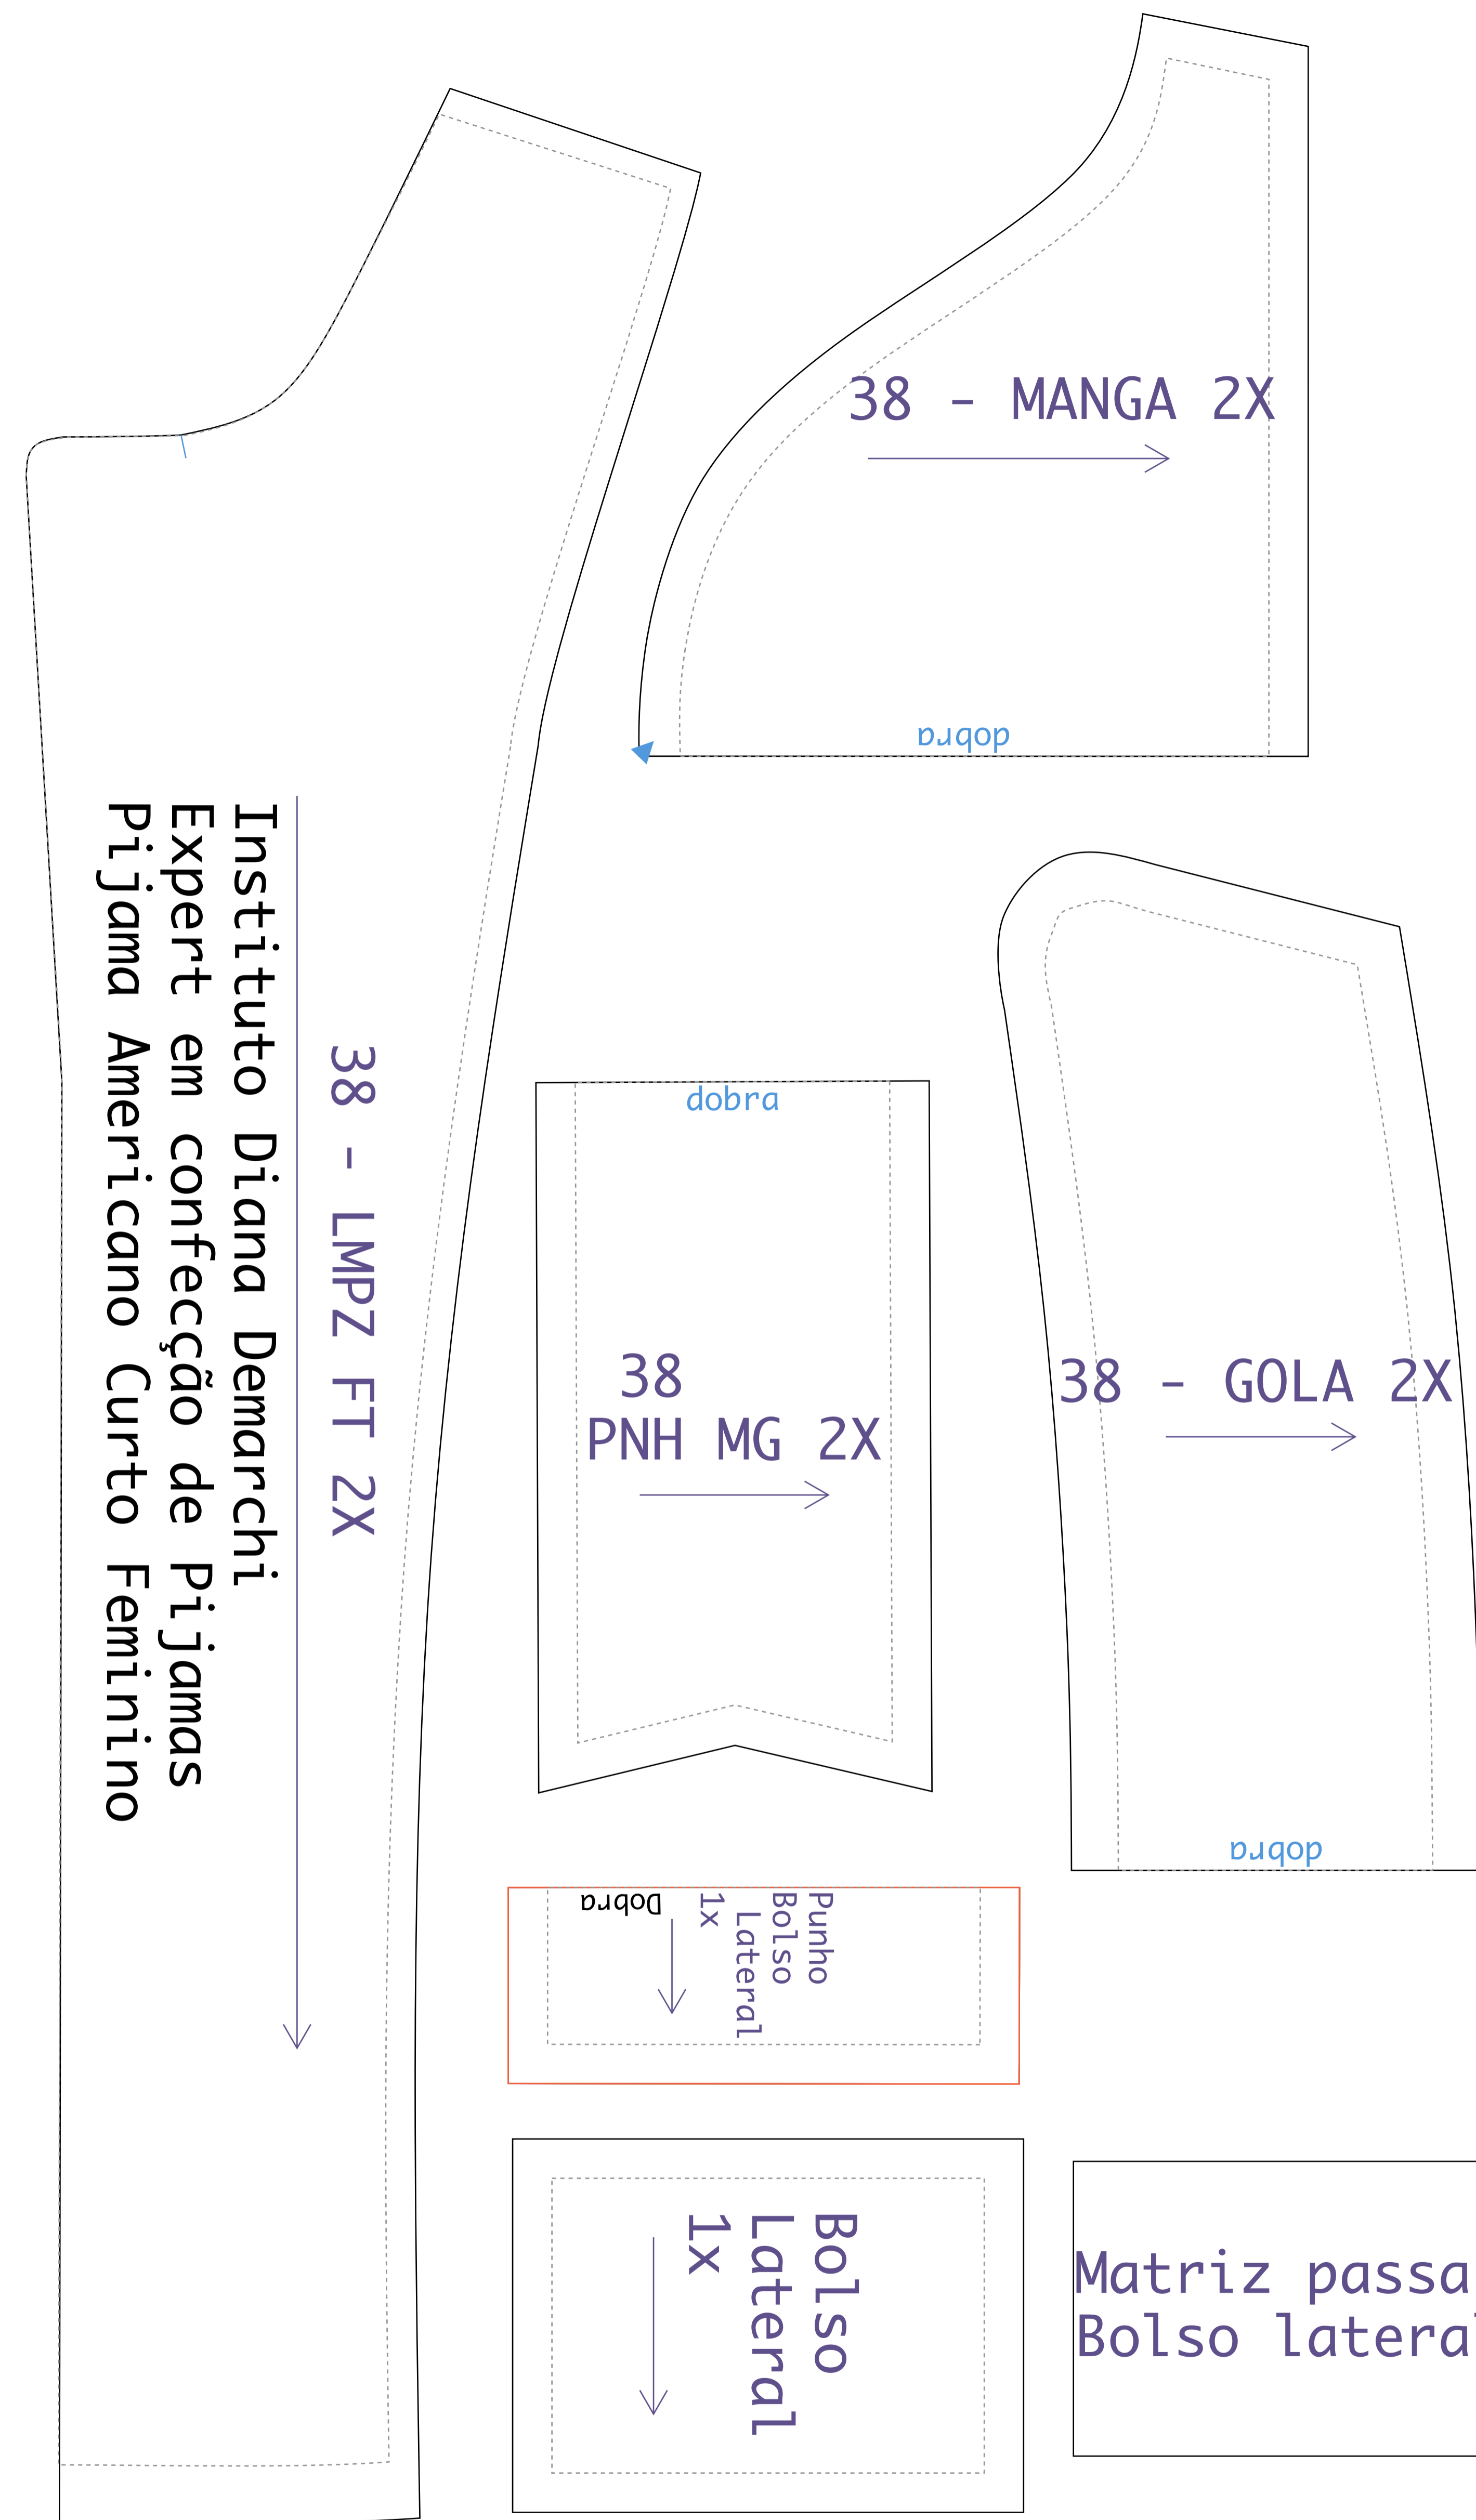 38 - MANGA 2X
dobra
Instituto Diana Demarchi
Expert em confecção de Pijamas
Pijama Americano Curto Feminino
38 - LMPZ FT 2X
dobra
38
PNH MG 2X
38 - GOLA 2X
dobra
Dobra
Punho
Bolso
Lateral
1x
Bolso
Lateral
1x
Matriz passa
Bolso lateral